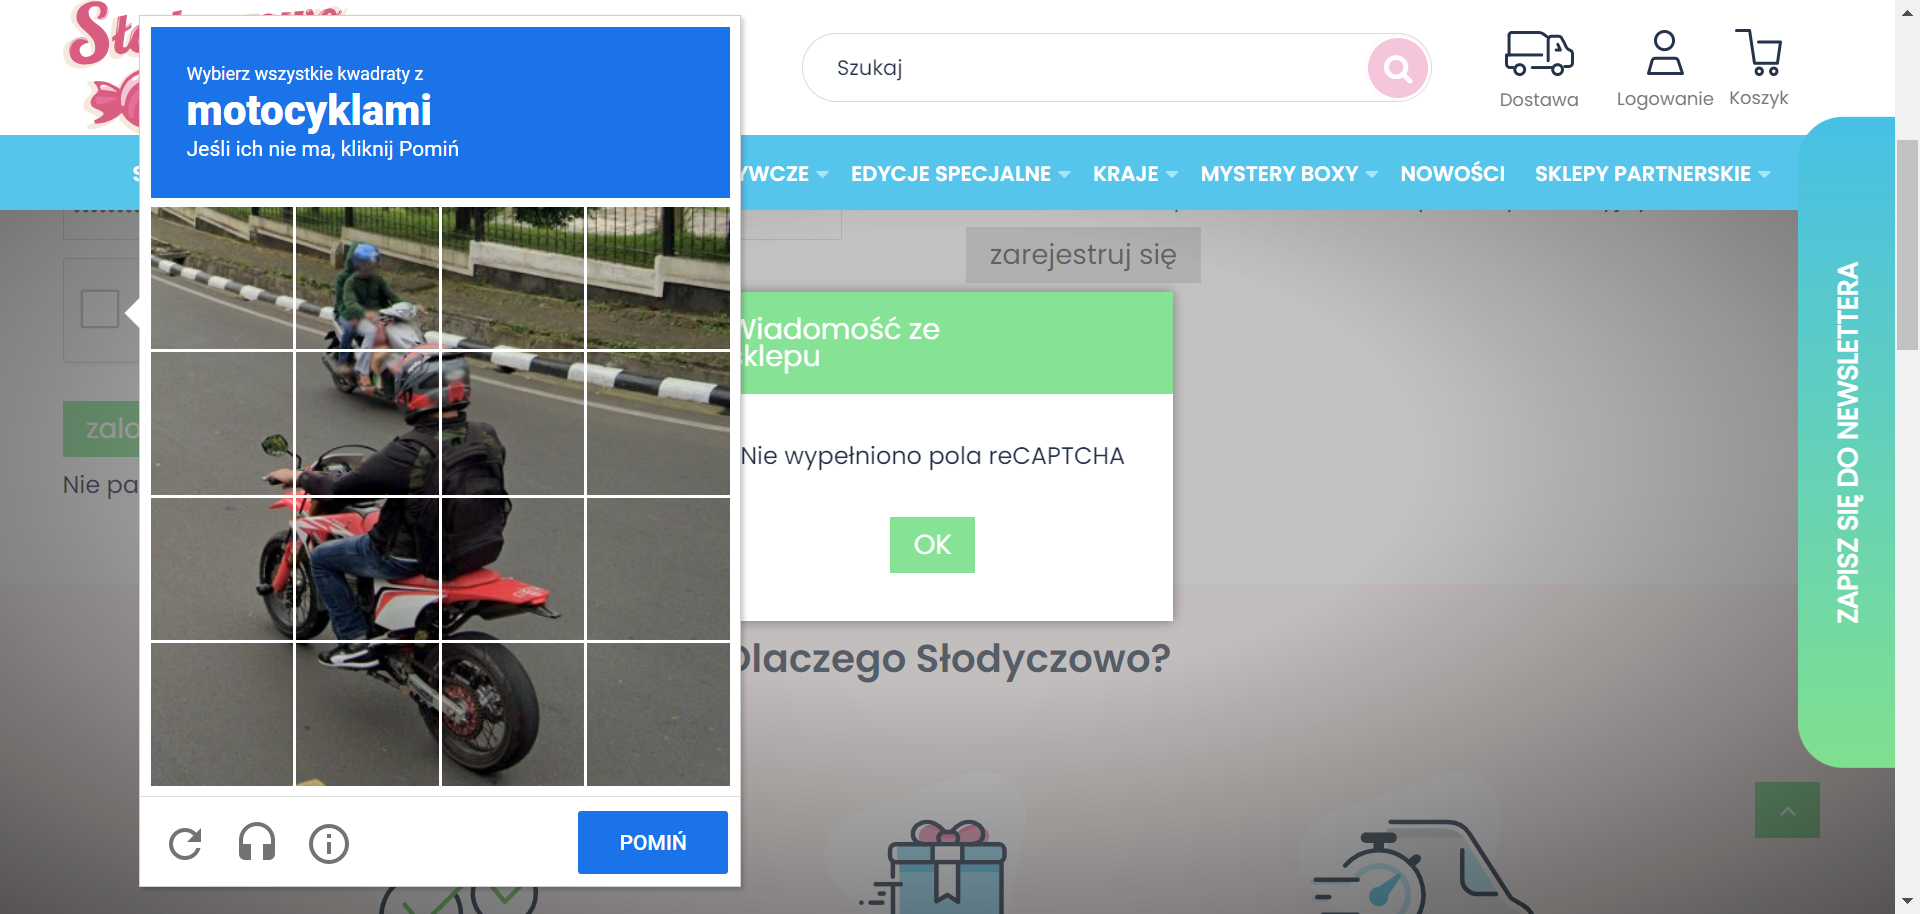 Szukaj
Dostawa
Logowanie
Koszyk
EDYCJE SPECJALNE
KRAJE
MYSTERY BOXY
NOWOŚCI
SKLEPY PARTNERSKIE
Wybierz wszystkie kwadraty z
motocyklami
Jeśli ich nie ma, kliknij Pomiń
zarejestruj się
Wiadomość ze
sklepu
Nie wypełniono pola reCAPTCHA
OK
zalo
Nie pa
Dlaczego Słodyczowo?
POMIŃ
ZAPISZ SIĘ DO NEWSLETTERA